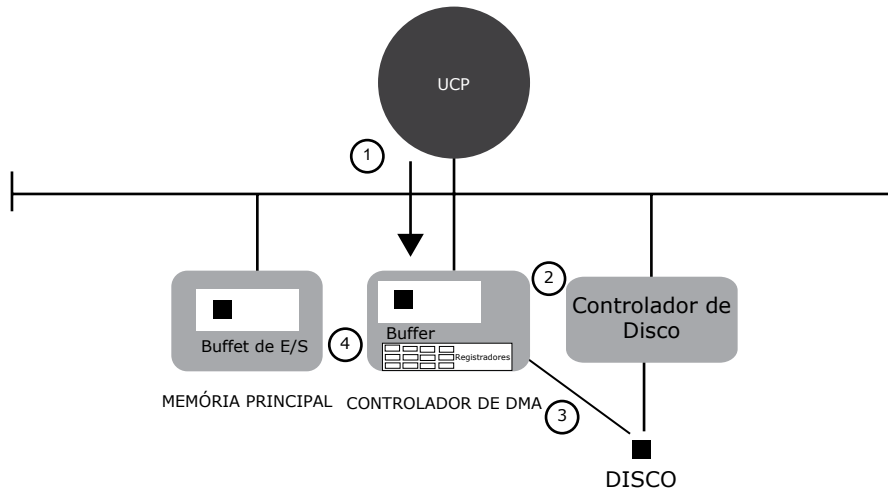 UCP
1
2
Controlador de
Disco
Buffet de E/S
4
Buffer
Registradores
MEMÓRIA PRINCIPAL
CONTROLADOR DE DMA
3
DISCO